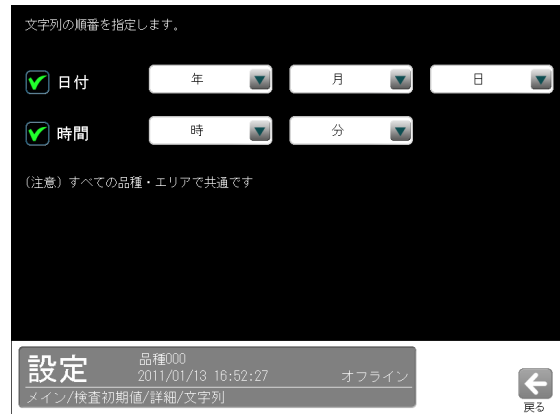 文字列の順番を指定します。
日付 年 月 日
時間 時 分
(注意) すべての品種・エリアで共通です
設定 品種000
2011/01/13 16:52:27 オフライン
メイン/検査初期値/詳細/文字列
戻る